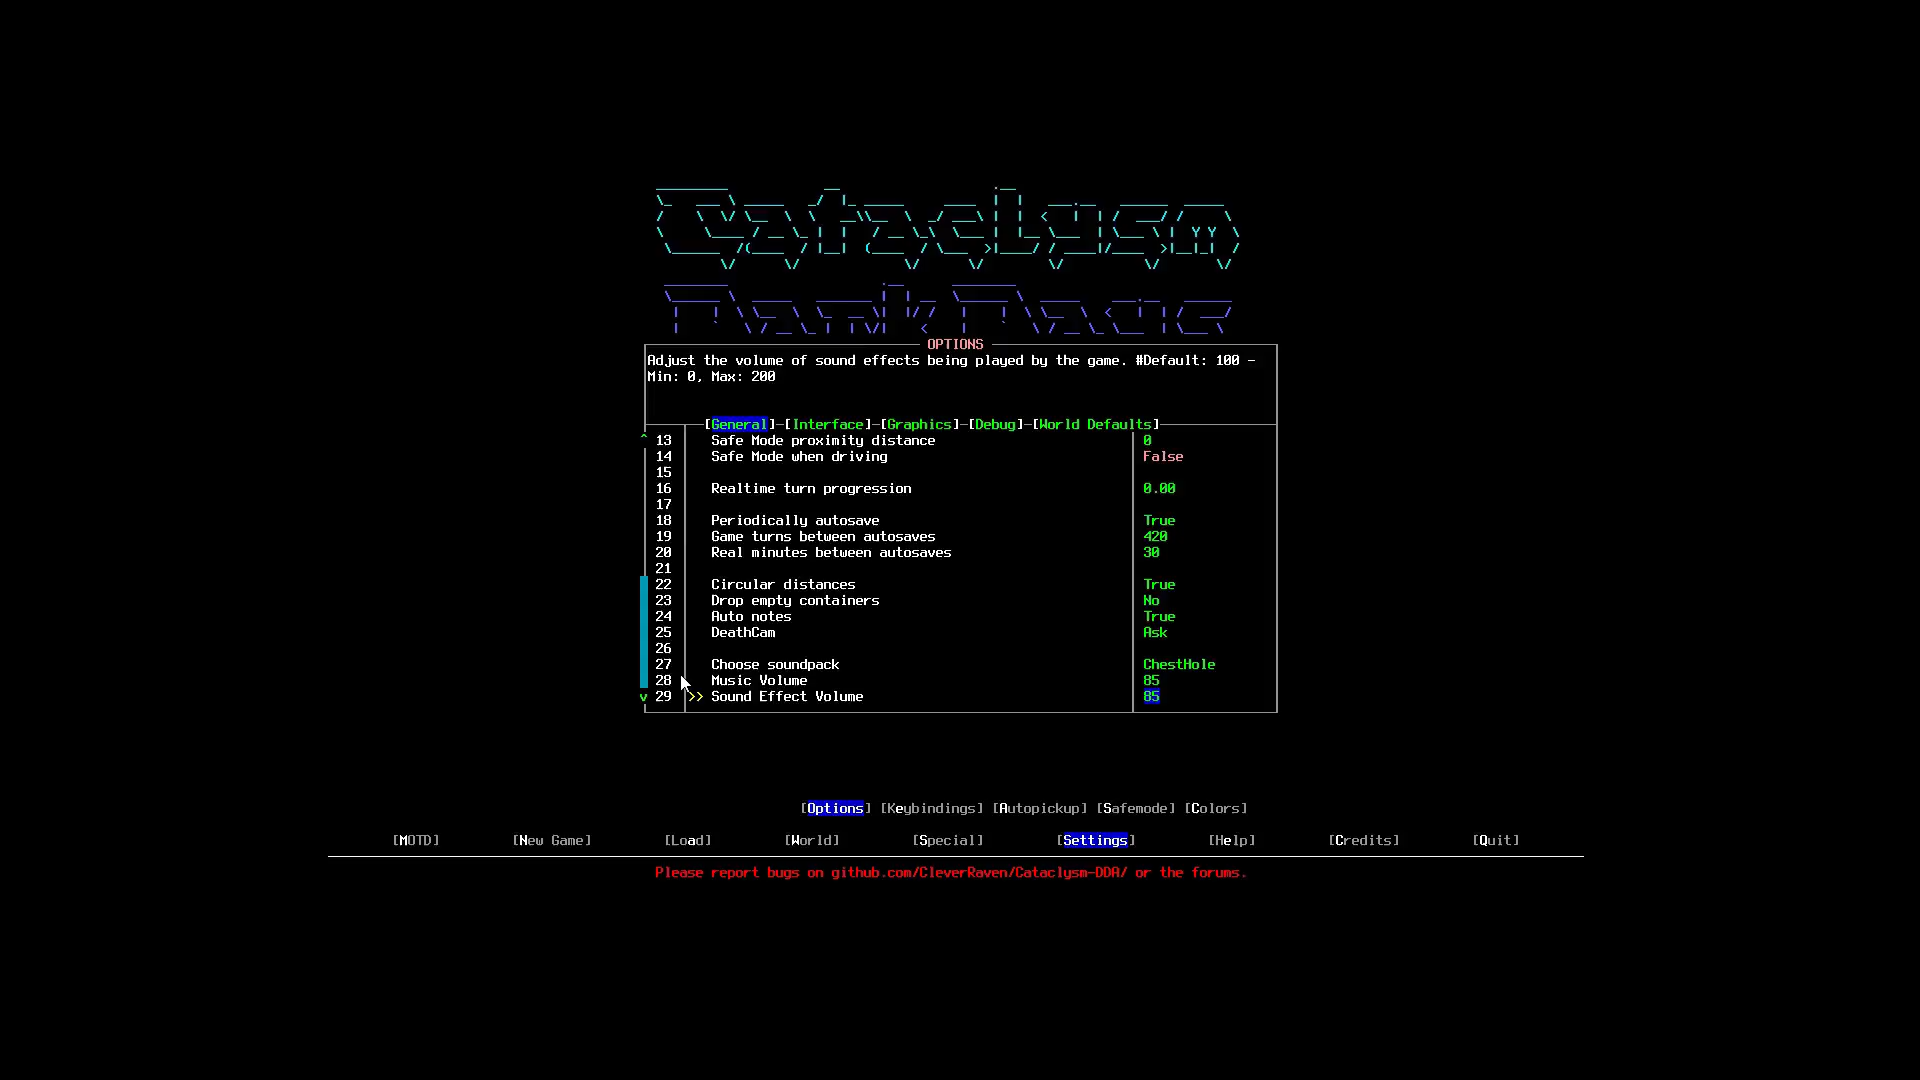 Cataclysm
Dark Days
OPTIONS
Adjust the volume of sound effects being played by the game. #Default: 100 -
Min: 0, Max: 200
[General]-[Interface]-[Graphics]-[Debug]-[World Defaults]
^ 13 Safe Mode proximity distance 0
14 Safe Mode when driving False
15
16 Realtime turn progression 0.00
17
18 Periodically autosave True
19 Game turns between autosaves 420
20 Real minutes between autosaves 30
21
22 Circular distances True
23 Drop empty containers No
24 Auto notes True
25 DeathCam Ask
26
27 Choose soundpack ChestHole
28 Music Volume 85
v 29 >> Sound Effect Volume 85
[Options] [Keybindings] [Autopickup] [Safemode] [Colors]
[MOTD] [New Game] [Load] [World] [Special] [Settings] [Help] [Credits] [Quit]
Please report bugs on github.com/CleverRaven/Cataclysm-DDA/ or the forums.